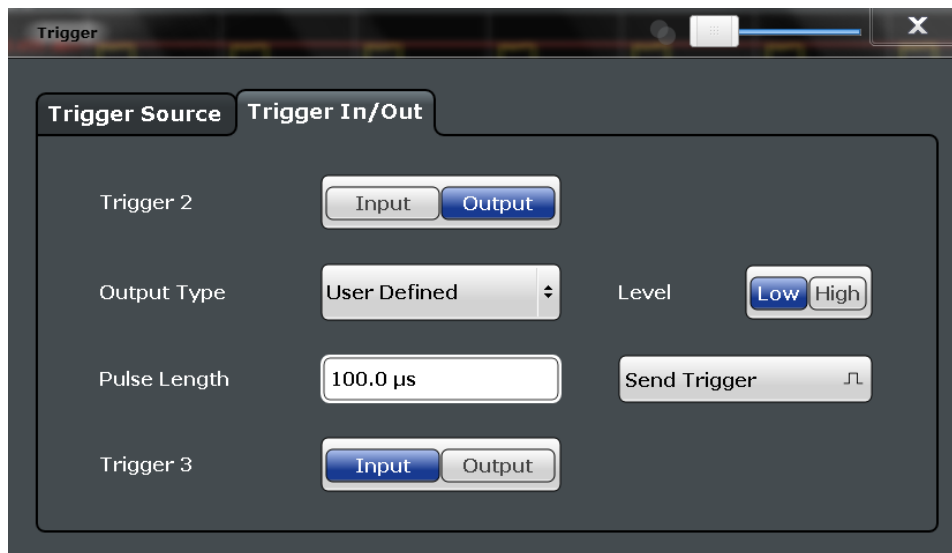 Trigger
X
Trigger Source Trigger In/Out
Trigger 2 Input Output
Output Type User Defined Level Low High
Pulse Length 100.0 µs Send Trigger
Trigger 3 Input Output